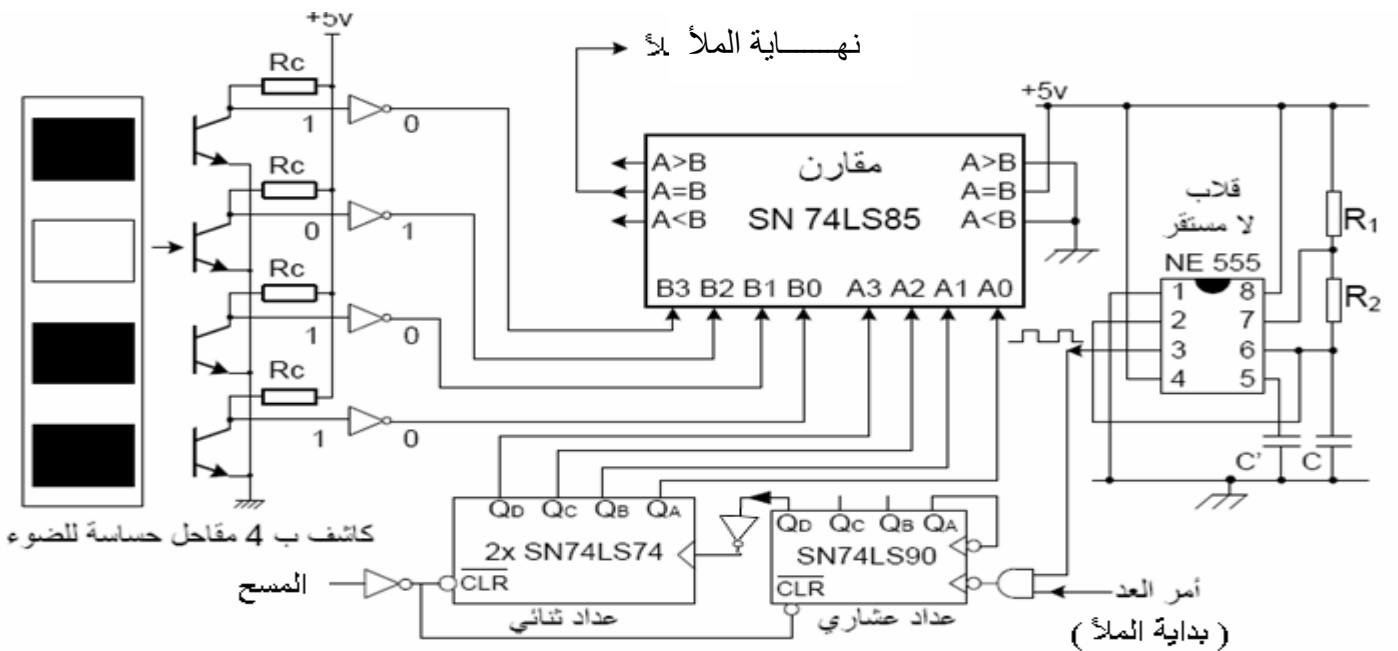 +5v
نهـــــاية الملأ لأ
Rc
1
0
+5v
Rc
0
1
A>B مقارن A>B
A=B A=B
A<B SN 74LS85 A<B
قلاب
لا مستقر
NE 555
R1
R2
Rc
1
0
B3 B2 B1 B0 A3 A2 A1 A0
1 8
2 7
3 6
4 5
Rc
1
0
C' C
كاشف ب 4 مقاحل حساسة للضوء
QD QC QB QA
2x SN74LS74
CLR
QD QC QB QA
SN74LS90
CLR
المسح
أمر العد
عداد ثنائي
عداد عشاري
( بداية الملأ )